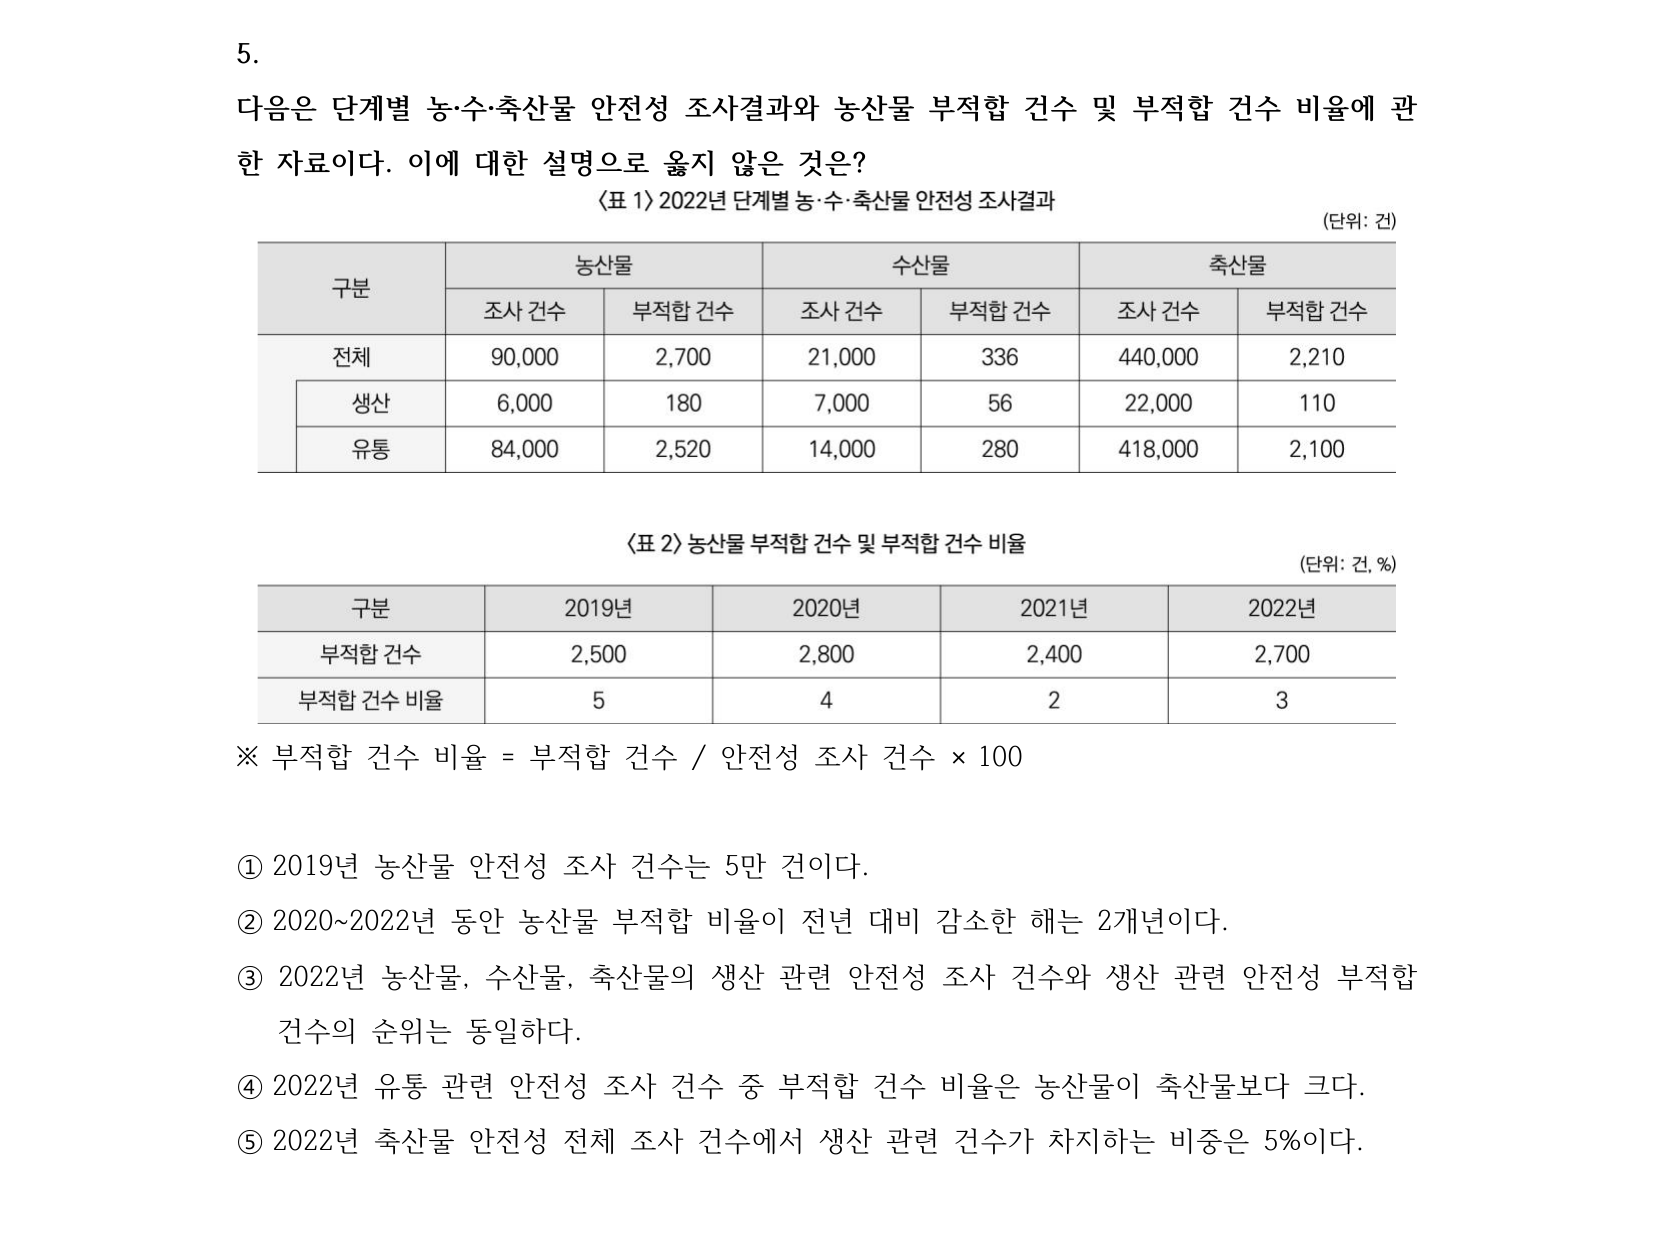 5.
다음은 단계별 농·수·축산물 안전성 조사결과와 농산물 부적합 건수 및 부적합 건수 비율에 관
한 자료이다. 이에 대한 설명으로 옳지 않은 것은?
〈표 1〉 2022년 단계별 농·수·축산물 안전성 조사결과
(단위: 건)
구분 농산물 수산물 축산물
조사 건수 부적합 건수 조사 건수 부적합 건수 조사 건수 부적합 건수
전체 90,000 2,700 21,000 336 440,000 2,210
생산 6,000 180 7,000 56 22,000 110
유통 84,000 2,520 14,000 280 418,000 2,100
〈표 2〉 농산물 부적합 건수 및 부적합 건수 비율
(단위: 건, %)
구분 2019년 2020년 2021년 2022년
부적합 건수 2,500 2,800 2,400 2,700
부적합 건수 비율 5 4 2 3
※ 부적합 건수 비율 = 부적합 건수 / 안전성 조사 건수 × 100
① 2019년 농산물 안전성 조사 건수는 5만 건이다.
② 2020~2022년 동안 농산물 부적합 비율이 전년 대비 감소한 해는 2개년이다.
③ 2022년 농산물, 수산물, 축산물의 생산 관련 안전성 조사 건수와 생산 관련 안전성 부적합
건수의 순위는 동일하다.
④ 2022년 유통 관련 안전성 조사 건수 중 부적합 건수 비율은 농산물이 축산물보다 크다.
⑤ 2022년 축산물 안전성 전체 조사 건수에서 생산 관련 건수가 차지하는 비중은 5%이다.